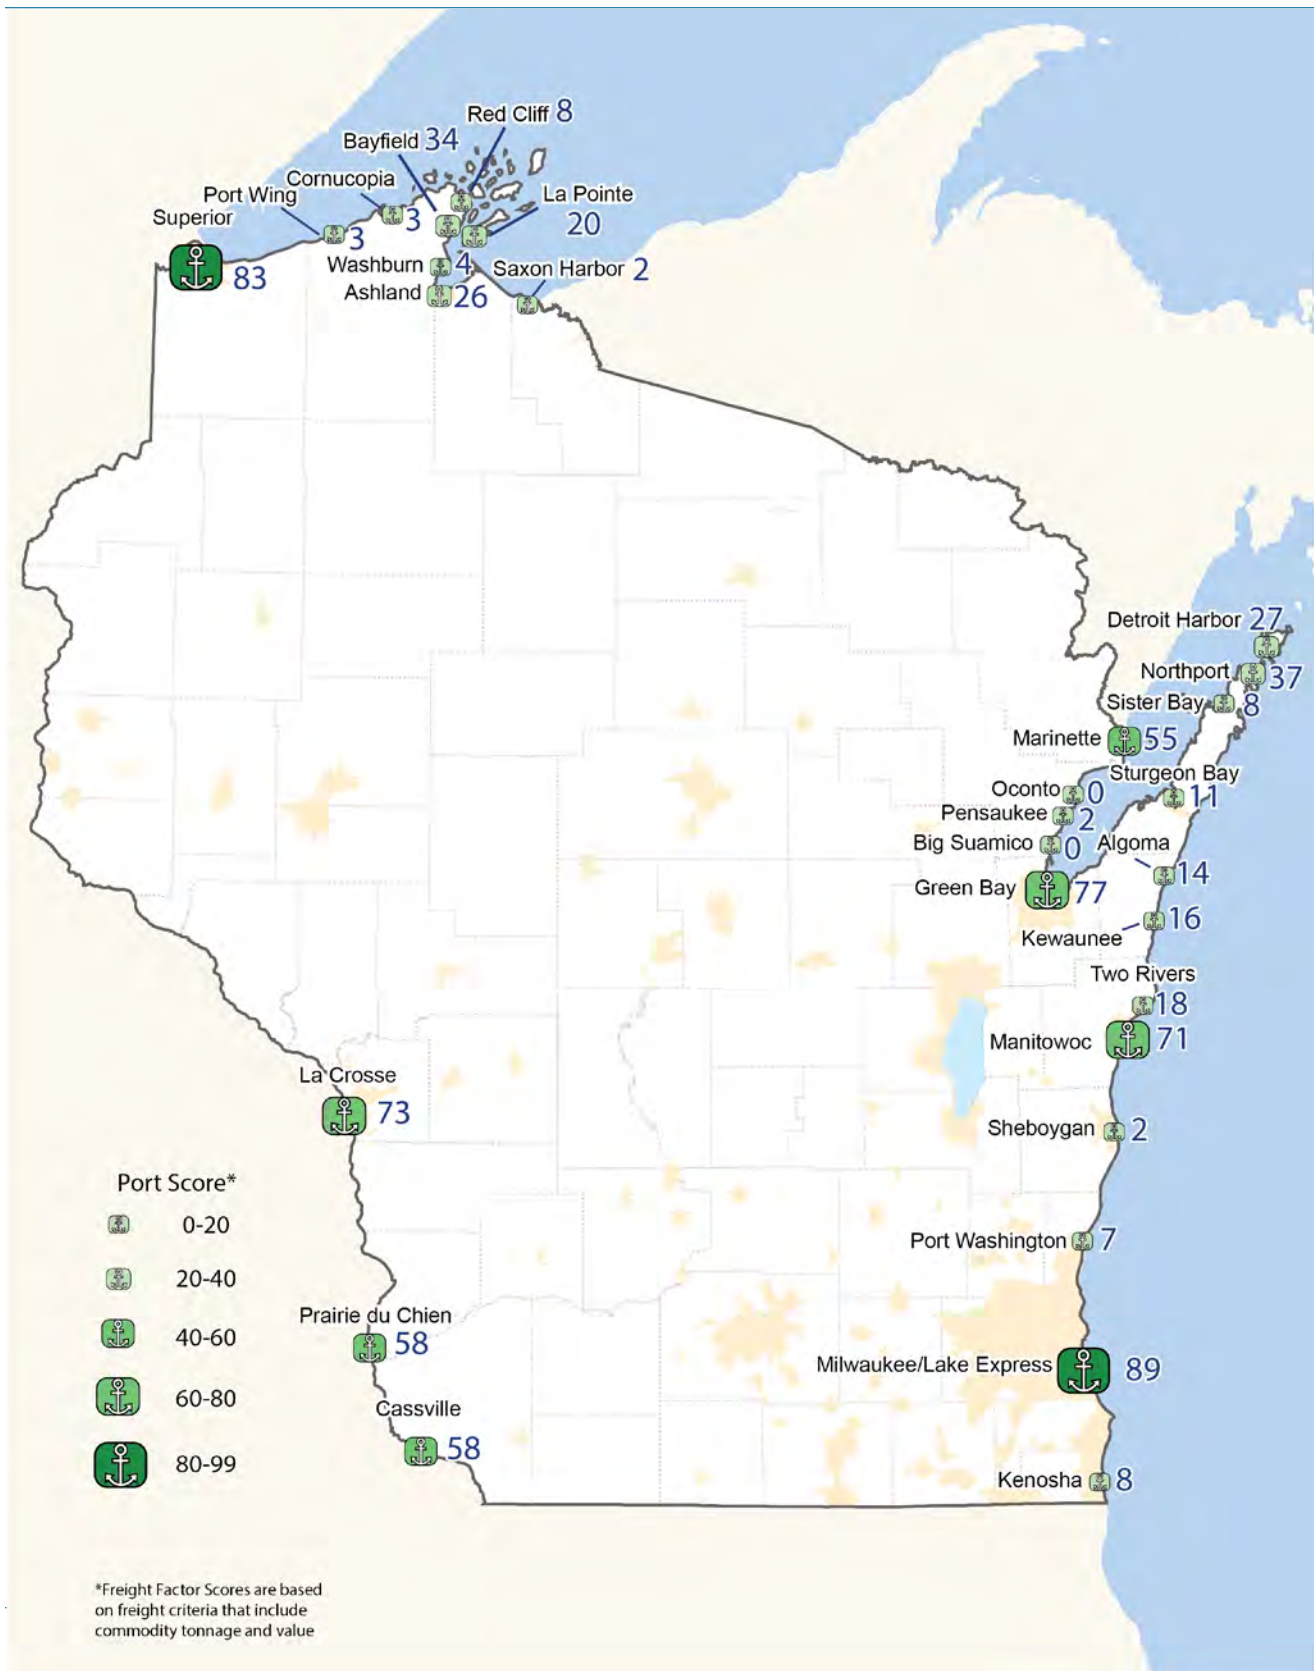 Red Cliff 8
Bayfield 34
Cornucopia
3
La Pointe
20
Port Wing
3
Superior
83
Washburn 4
Saxon Harbor 2
Ashland 26
Detroit Harbor 27
Northport 37
Sister Bay 8
Marinette 55
Sturgeon Bay
11
Oconto 0
Pensaukee 2
Big Suamico 0
Algoma
14
Green Bay 77
16
Kewaunee
Two Rivers
18
Manitowoc 71
La Crosse
73
Sheboygan 2
Port Score*
0-20
20-40
40-60
60-80
80-99
Port Washington 7
Prairie du Chien
58
Milwaukee/Lake Express 89
Cassville
58
Kenosha 8
*Freight Factor Scores are based
on freight criteria that include
commodity tonnage and value